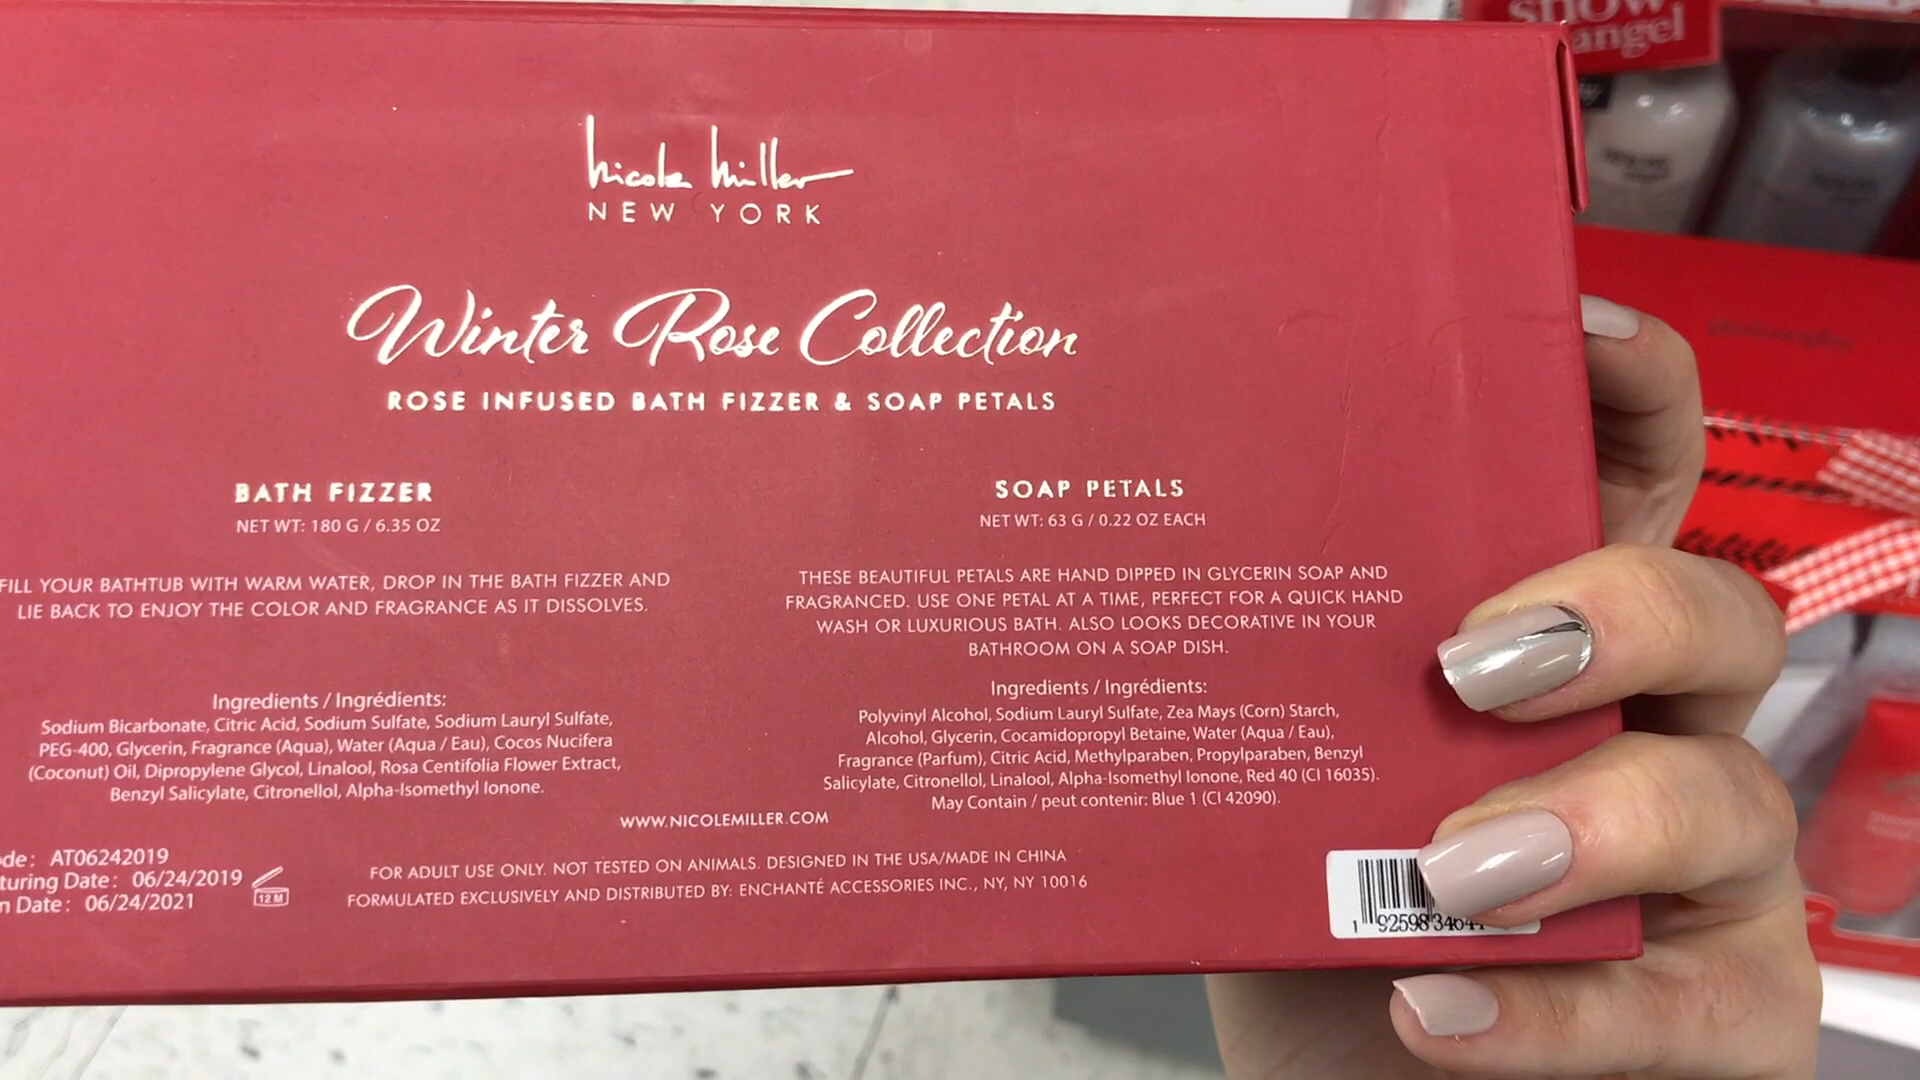 snow
angel
nicole miller
NEW YORK
Winter Rose Collection
ROSE INFUSED BATH FIZZER & SOAP PETALS
BATH FIZZER
NET WT: 180 G / 6.35 OZ
FILL YOUR BATHTUB WITH WARM WATER, DROP IN THE BATH FIZZER AND
LIE BACK TO ENJOY THE COLOR AND FRAGRANCE AS IT DISSOLVES.
Ingredients / Ingrédients:
Sodium Bicarbonate, Citric Acid, Sodium Sulfate, Sodium Lauryl Sulfate,
PEG-400, Glycerin, Fragrance (Aqua), Water (Aqua / Eau), Cocos Nucifera
(Coconut) Oil, Dipropylene Glycol, Linalool, Rosa Centifolia Flower Extract,
Benzyl Salicylate, Citronellol, Alpha-Isomethyl Ionone.
SOAP PETALS
NET WT: 63 G / 0.22 OZ EACH
THESE BEAUTIFUL PETALS ARE HAND DIPPED IN GLYCERIN SOAP AND
FRAGRANCED. USE ONE PETAL AT A TIME, PERFECT FOR A QUICK HAND
WASH OR LUXURIOUS BATH. ALSO LOOKS DECORATIVE IN YOUR
BATHROOM ON A SOAP DISH.
Ingredients / Ingrédients:
Polyvinyl Alcohol, Sodium Lauryl Sulfate, Zea Mays (Corn) Starch,
Alcohol, Glycerin, Cocamidopropyl Betaine, Water (Aqua / Eau),
Fragrance (Parfum), Citric Acid, Methylparaben, Propylparaben, Benzyl
Salicylate, Citronellol, Linalool, Alpha-Isomethyl Ionone, Red 40 (CI 16035).
May Contain / peut contenir: Blue 1 (CI 42090).
WWW.NICOLEMILLER.COM
de: AT06242019
turing Date: 06/24/2019
n Date: 06/24/2021
12 M
FOR ADULT USE ONLY. NOT TESTED ON ANIMALS. DESIGNED IN THE USA/MADE IN CHINA
FORMULATED EXCLUSIVELY AND DISTRIBUTED BY: ENCHANTÉ ACCESSORIES INC., NY, NY 10016
1 92598 3464